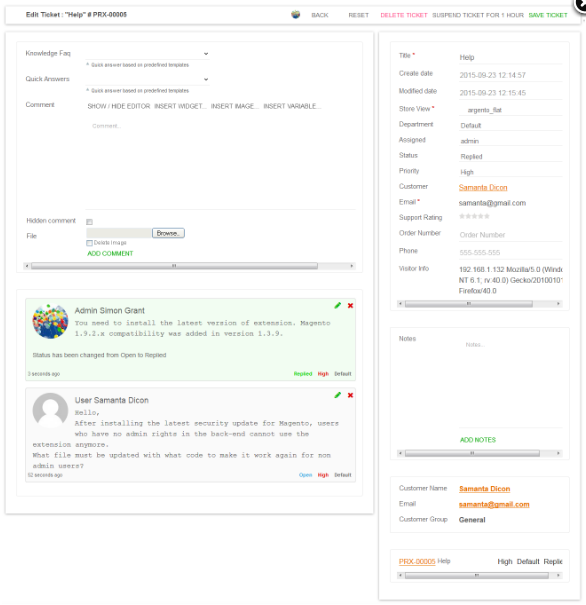 Edit Ticket : "Help" # PRX-00005
BACK RESET DELETE TICKET SUSPEND TICKET FOR 1 HOUR SAVE TICKET
Knowledge Faq
* Quick answer based on predefined templates
Quick Answers
* Quick answer based on predefined templates
Comment SHOW / HIDE EDITOR INSERT WIDGET... INSERT IMAGE... INSERT VARIABLE...
Comment..
Hidden comment
File Browse..
Delete Image
ADD COMMENT
Admin Simon Grant
You need to install the latest version of extension. Magento
1.9.2.x compatibility was added in version 1.3.9.
Status has been changed from Open to Replied
3 seconds ago Replied High Default
User Samanta Dicon
Hello,
After installing the latest security update for Magento, users
who have no admin rights in the back-end cannot use the
extension anymore.
What file must be updated with what code to make it work again for non
admin users?
52 seconds ago Open High Default
Title * Help
Create date 2015-09-23 12:14:57
Modified date 2015-09-23 12:15:45
Store View * argento_flat
Department Default
Assigned admin
Status Replied
Priority High
Customer Samanta Dicon
Email * samanta@gmail.com
Support Rating
Order Number Order Number
Phone 555-555-555
Visitor Info 192.168.1.132 Mozilla/5.0 (Windo
NT 6.1; rv:40.0) Gecko/20100101
Firefox/40.0
Notes
Notes..
ADD NOTES
Customer Name Samanta Dicon
Email samanta@gmail.com
Customer Group General
PRX-00005 Help High Default Replie